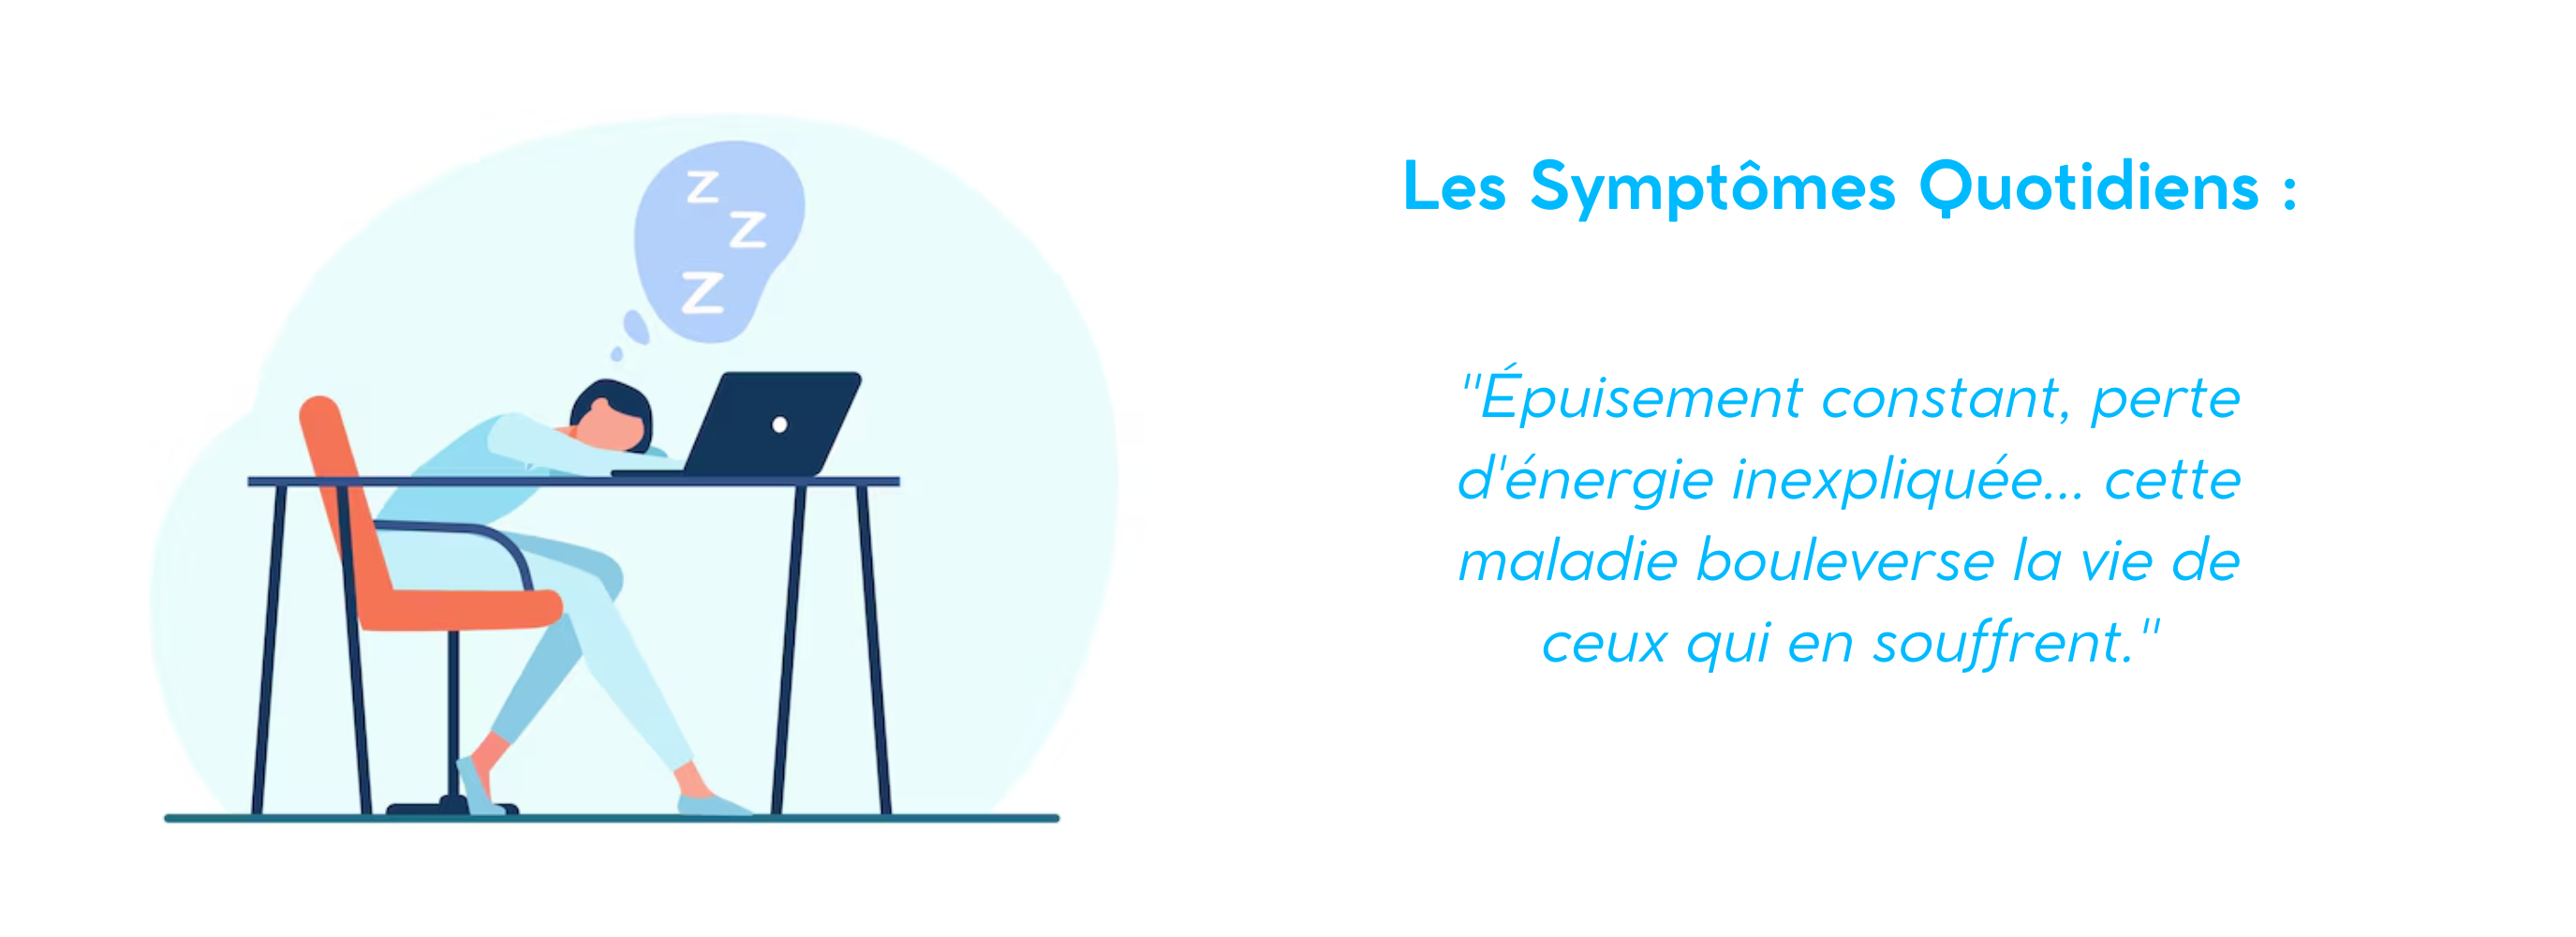 z
z
z
Les Symptômes Quotidiens :
"Épuisement constant, perte
d'énergie inexpliquée... cette
maladie bouleverse la vie de
ceux qui en souffrent."